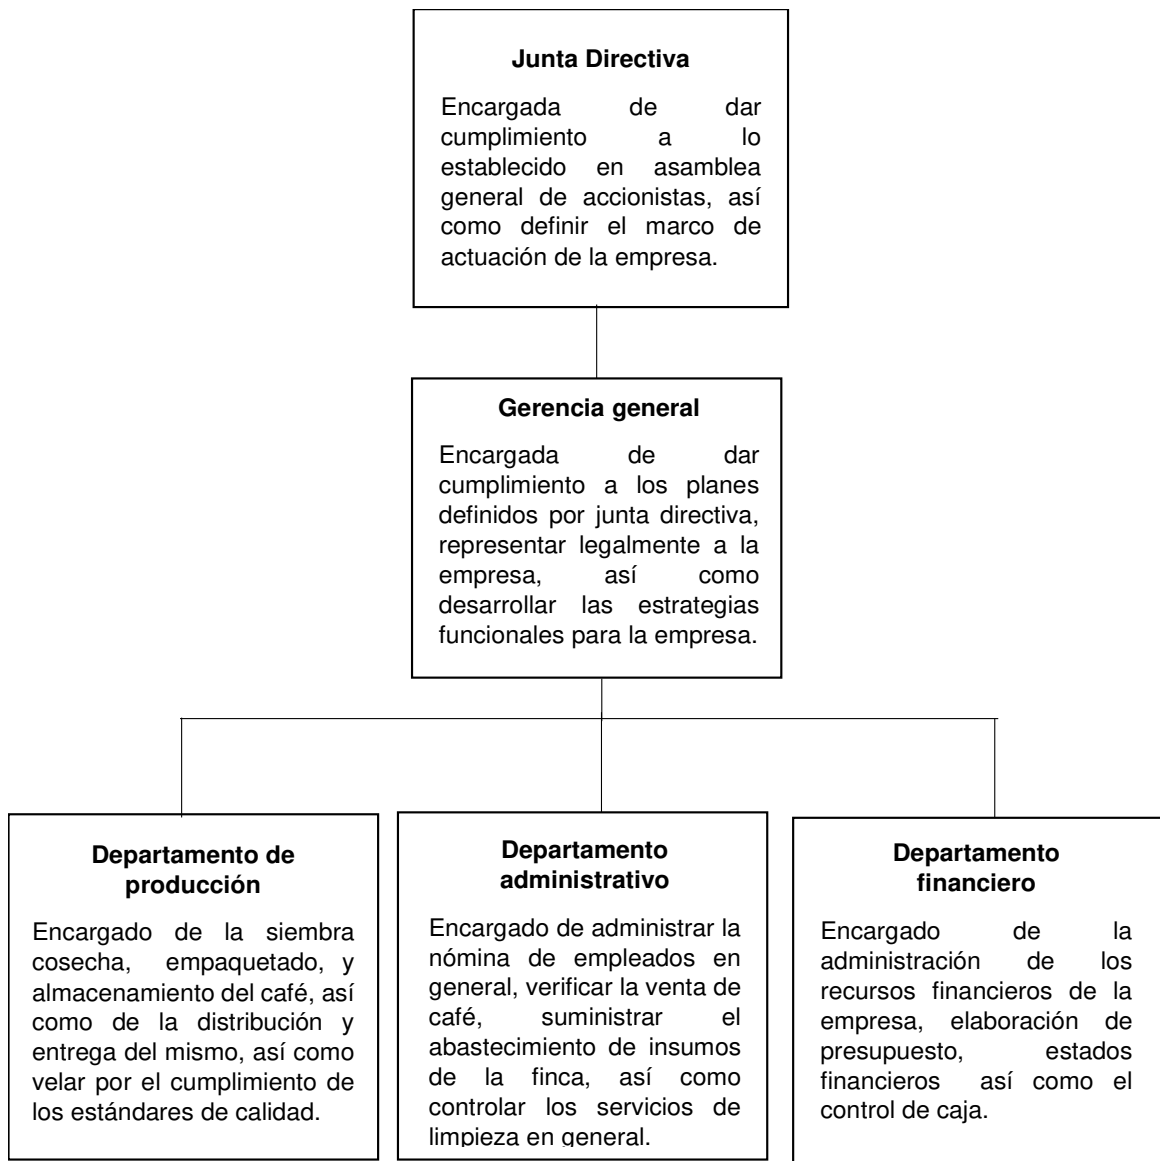 Junta Directiva
Encargada de dar
cumplimiento a lo
establecido en asamblea
general de accionistas, así
como definir el marco de
actuación de la empresa.
Gerencia general
Encargada de dar
cumplimiento a los planes
definidos por junta directiva,
representar legalmente a la
empresa, así como
desarrollar las estrategias
funcionales para la empresa.
Departamento de
producción
Encargado de la siembra
cosecha, empaquetado, y
almacenamiento del café, así
como de la distribución y
entrega del mismo, así como
velar por el cumplimiento de
los estándares de calidad.
Departamento
administrativo
Encargado de administrar la
nómina de empleados en
general, verificar la venta de
café, suministrar el
abastecimiento de insumos
de la finca, así como
controlar los servicios de
limpieza en general.
Departamento
financiero
Encargado de la
administración de los
recursos financieros de la
empresa, elaboración de
presupuesto, estados
financieros así como el
control de caja.